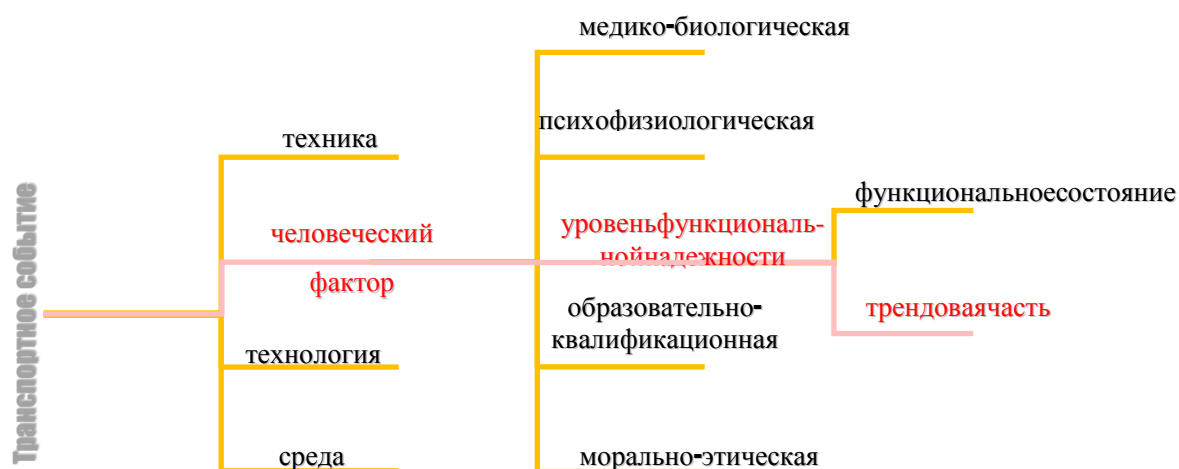 Транспортное событие
техника
человеческий
фактор
технология
среда
медико-биологическая
психофизиологическая
уровеньфункциональ-
нойнадежности
образовательно-
квалификационная
морально-этическая
функциональноесостояние
трендоваячасть